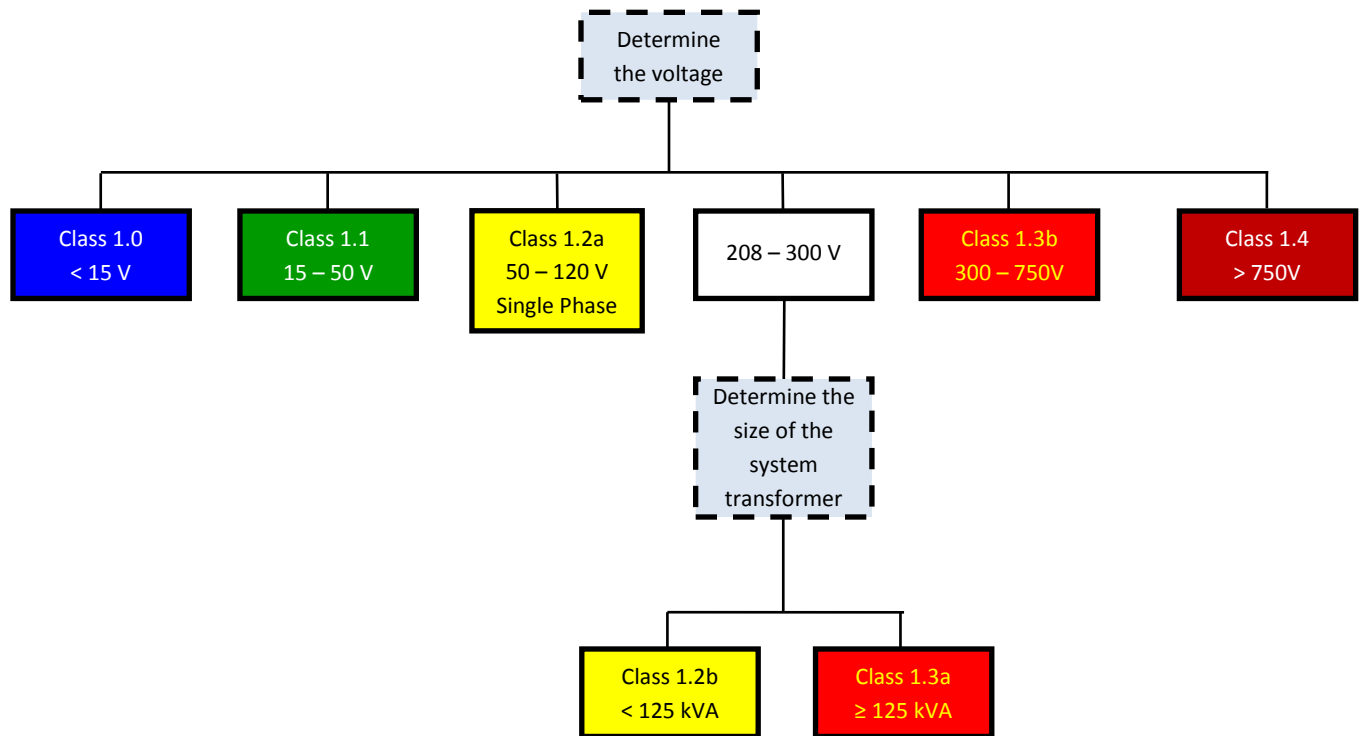 Determine
the voltage
Class 1.0
< 15 V
Class 1.1
15 – 50 V
Class 1.2a
50 – 120 V
Single Phase
208 – 300 V
Class 1.3b
300 – 750V
Class 1.4
> 750V
Determine the
size of the
system
transformer
Class 1.2b
< 125 kVA
Class 1.3a
≥ 125 kVA